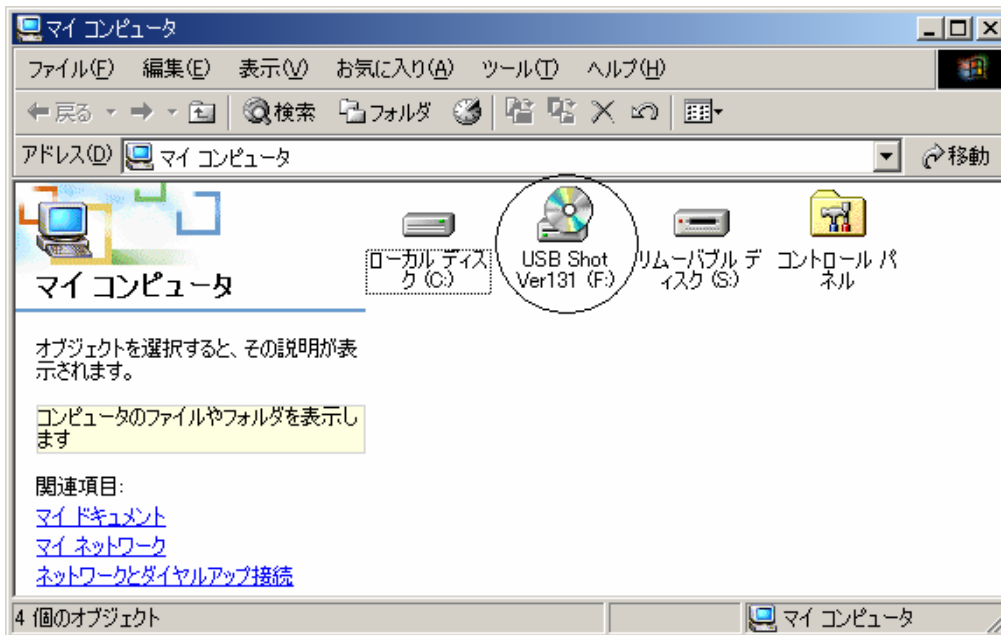 マイ コンピュータ
ファイル(F) 編集(E) 表示(V) お気に入り(A) ツール(T) ヘルプ(H)
戻る 検索 フォルダ
アドレス(D) マイ コンピュータ 移動
マイ コンピュータ
オブジェクトを選択すると、その説明が表
示されます。
コンピュータのファイルやフォルダを表示し
ます
関連項目:
マイ ドキュメント
マイ ネットワーク
ネットワークとダイヤルアップ接続
ローカル ディス
ク (C:)
USB Shot
Ver131 (F:)
リムーバブル デ
ィスク (S:)
コントロール パ
ネル
4 個のオブジェクト マイ コンピュータ